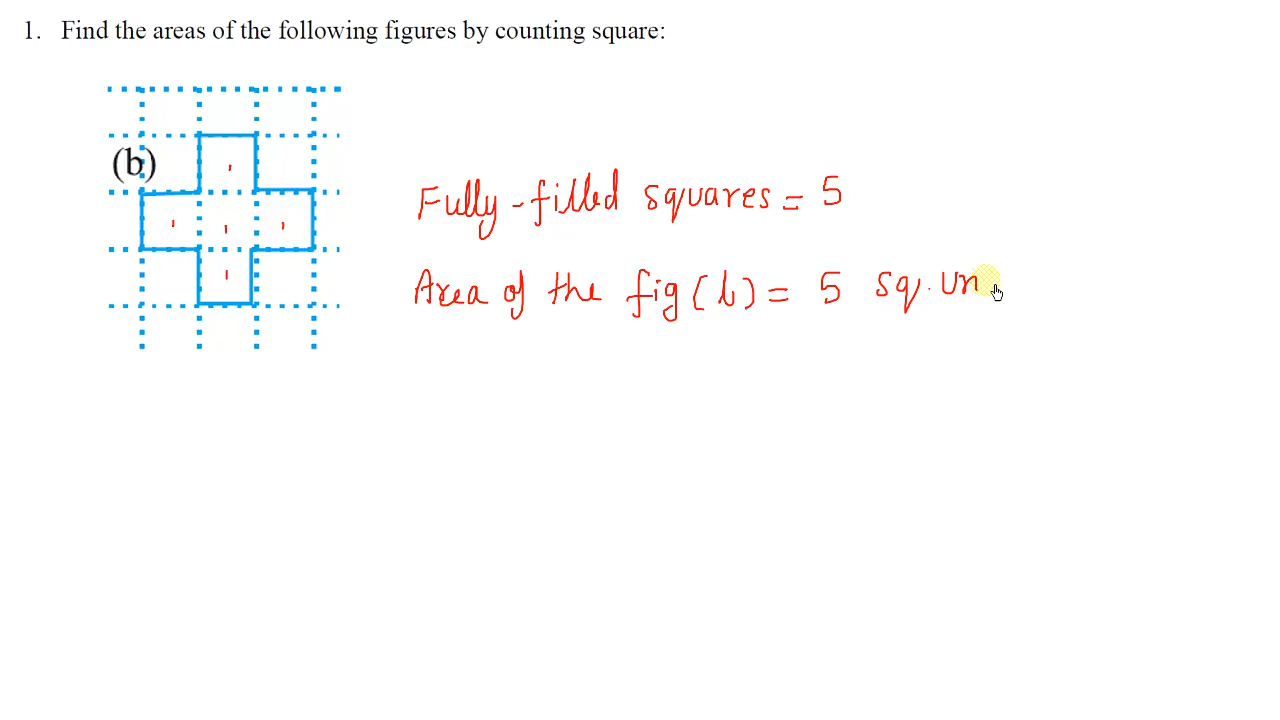 1. Find the areas of the following figures by counting square:
(b)
Fully-filled squares = 5
Area of the fig (b) = 5 sq. un